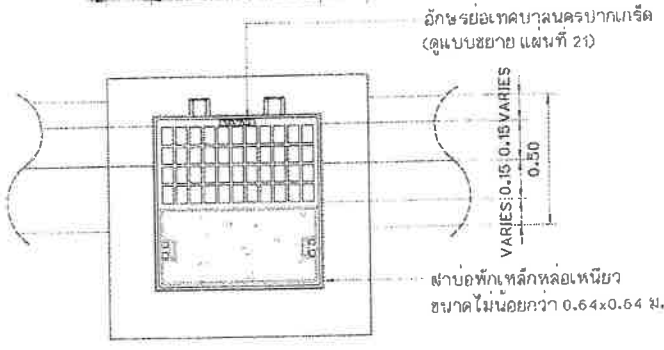 อักษรย่อเทศบาลนครปากเกร็ด
(ดูแบบขยาย แผ่นที่ 21)
VARIES 0.15 0.15 VARIES
0.50
ฝาบ่อพักเหล็กหล่อเหนียว
ขนาดไม่น้อยกว่า 0.64x0.64 ม.